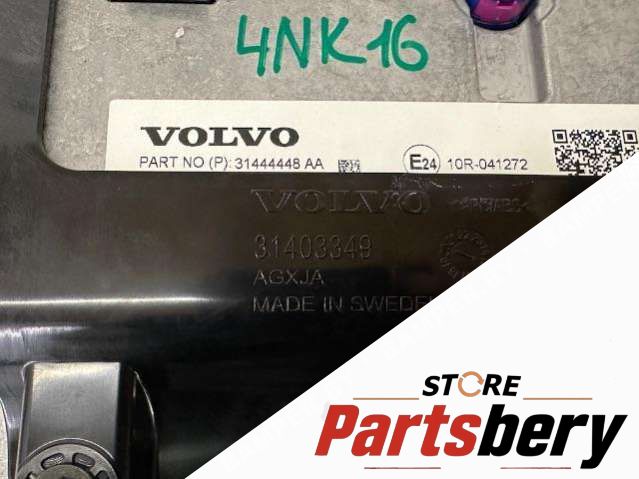 4NK16
VOLVO
PART NO (P): 31444448 AA
E24 10R-041272
VOLVO
31403349
AGXJA
MADE IN SWEDEN
STORE
Partsbery